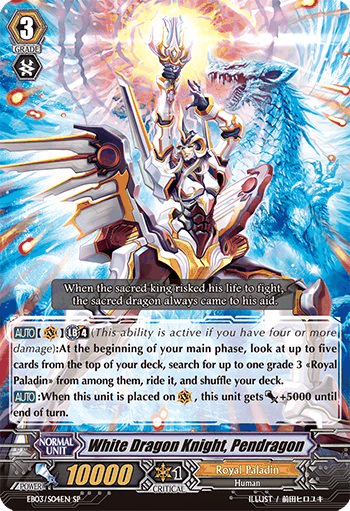 3
GRADE
When the sacred king risked his life to fight,
the sacred dragon always came to his aid.
AUTO【 】LB4(This ability is active if you have four or more
damage):At the beginning of your main phase, look at up to five
cards from the top of your deck, search for up to one grade 3 «Royal
Paladin» from among them, ride it, and shuffle your deck.
AUTO:When this unit is placed on , this unit gets +5000 until
end of turn.
NORMAL UNIT
White Dragon Knight, Pendragon
10000
POWER
1
CRITICAL
Royal Paladin
Human
EB03/S04EN SP
ILLUST / 前田ヒロユキ